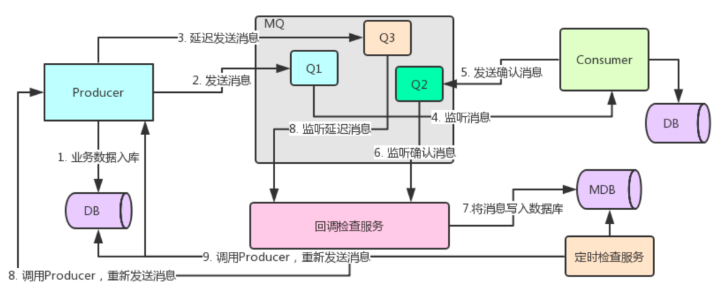 MQ
3. 延迟发送消息
Q3
2. 发送消息
Q1
Q2
5. 发送确认消息
Consumer
Producer
4. 监听消息
8. 监听延迟消息
DB
1. 业务数据入库
6. 监听确认消息
MDB
DB
7.将消息写入数据库
回调检查服务
9. 调用Producer，重新发送消息
定时检查服务
8. 调用Producer，重新发送消息